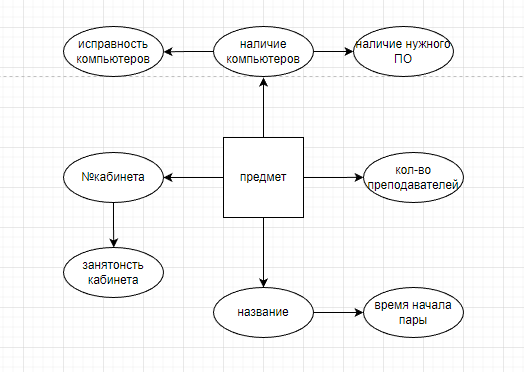 исправность
компьютеров
наличие
компьютеров
наличие нужного
ПО
№кабинета
предмет
кол-во
преподавателей
занятонсть
кабинета
название
время начала
пары